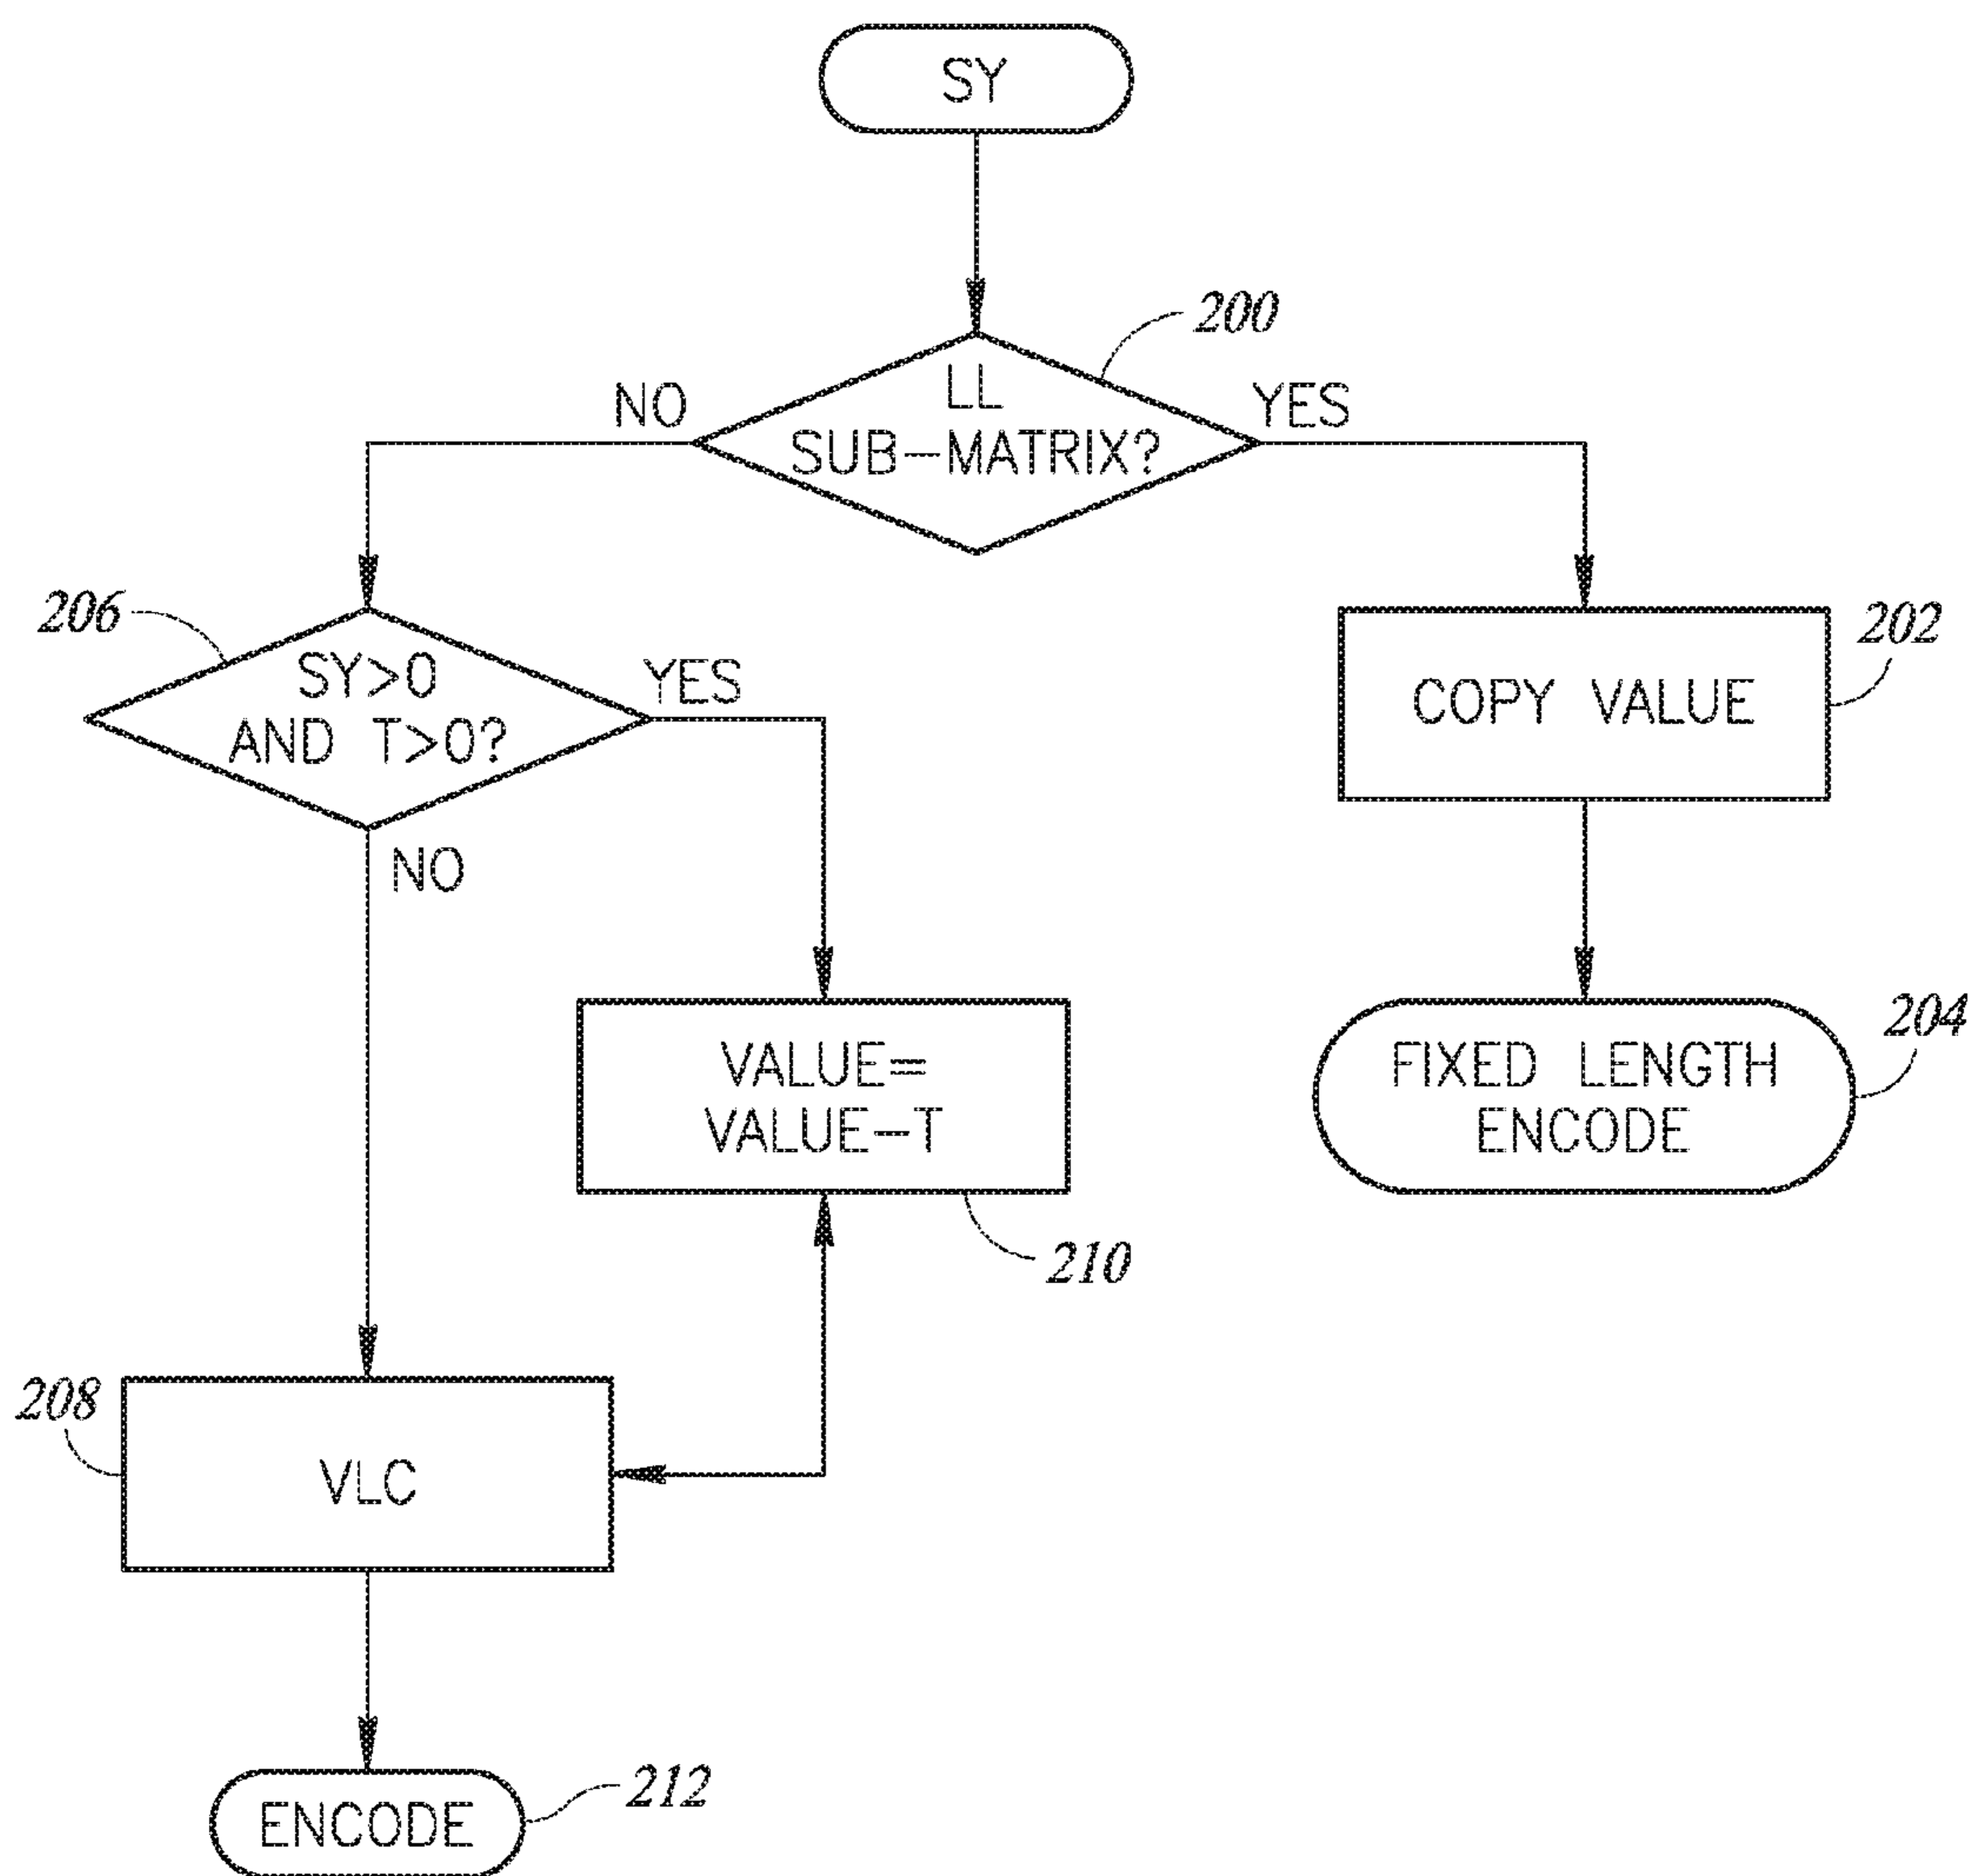 SY
200
LL
SUB-MATRIX?
NO
YES
206
SY>0
AND T>0?
YES
NO
202
COPY VALUE
204
FIXED LENGTH
ENCODE
VALUE=
VALUE-T
210
208
VLC
212
ENCODE